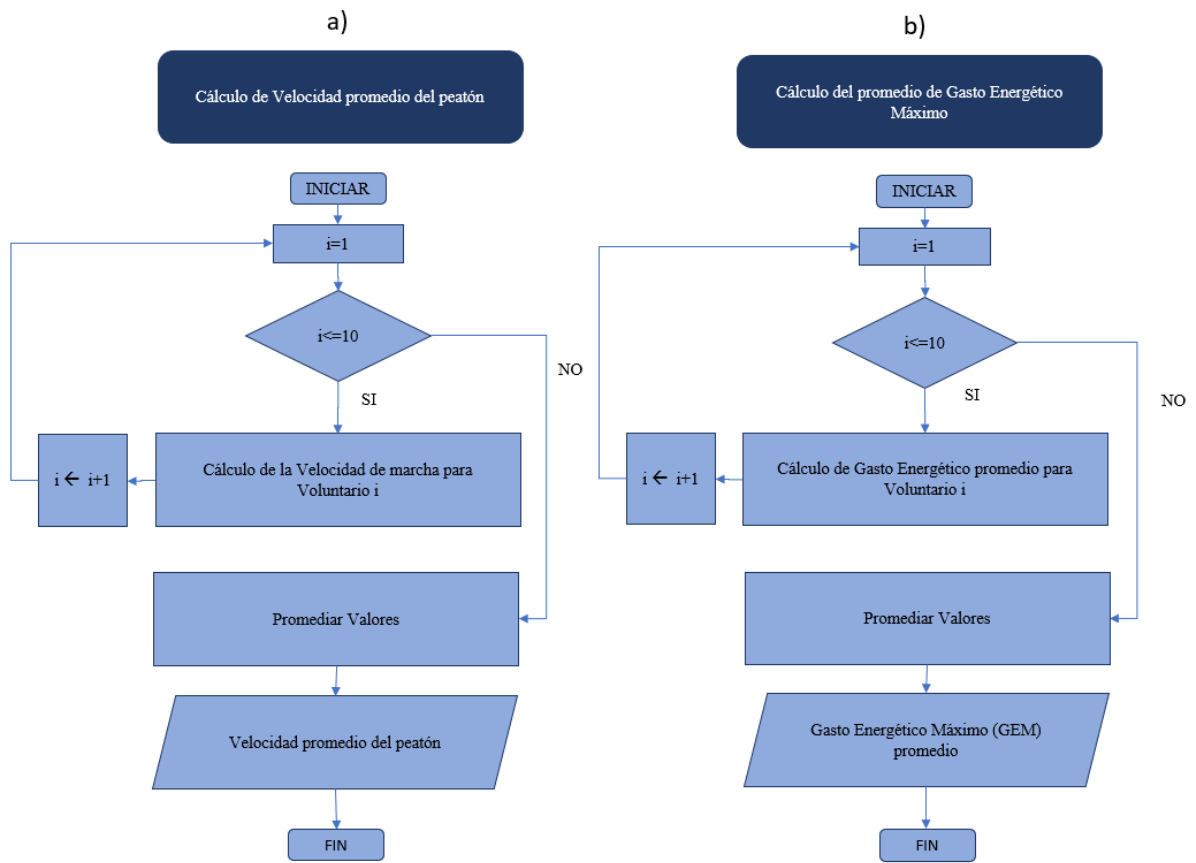 a)
Cálculo de Velocidad promedio del peatón
INICIAR
i=1
i<=10
NO
SI
Cálculo de la Velocidad de marcha para
Voluntario i
i ← i+1
Promediar Valores
Velocidad promedio del peatón
FIN
b)
Cálculo del promedio de Gasto Energético
Máximo
INICIAR
i=1
i<=10
NO
SI
Cálculo de Gasto Energético promedio para
Voluntario i
i ← i+1
Promediar Valores
Gasto Energético Máximo (GEM)
promedio
FIN